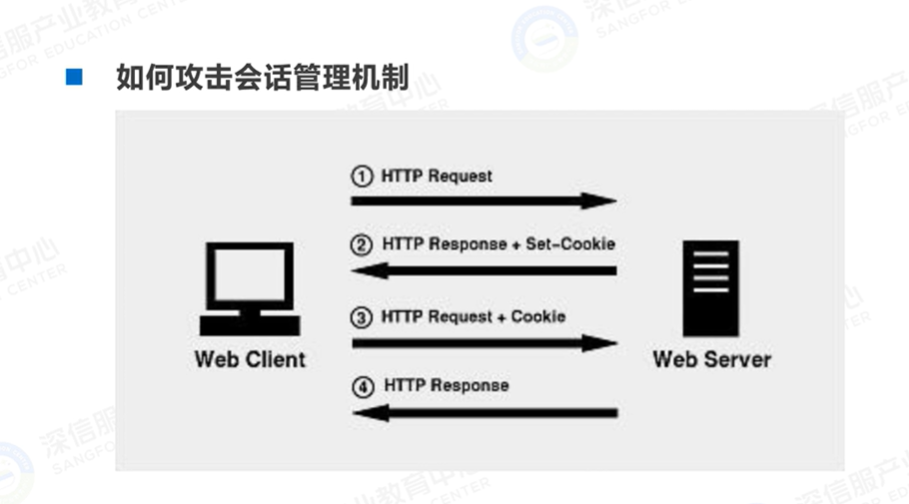 如何攻击会话管理机制
① HTTP Request
② HTTP Response + Set-Cookie
③ HTTP Request + Cookie
④ HTTP Response
Web Client
Web Server
深信服产业教育中心
SANGFOR EDUCATION CENTER